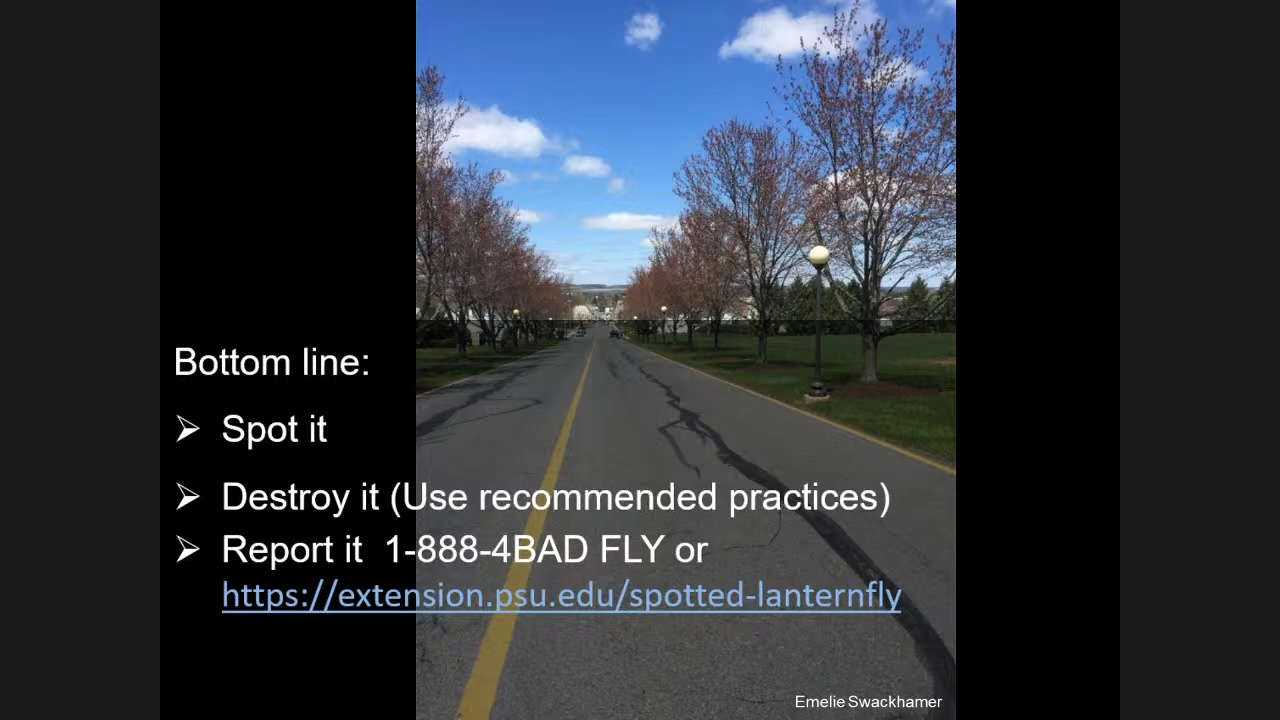 Bottom line:
➢ Spot it
➢ Destroy it (Use recommended practices)
➢ Report it 1-888-4BAD FLY or
https://extension.psu.edu/spotted-lanternfly
Emelie Swackhamer